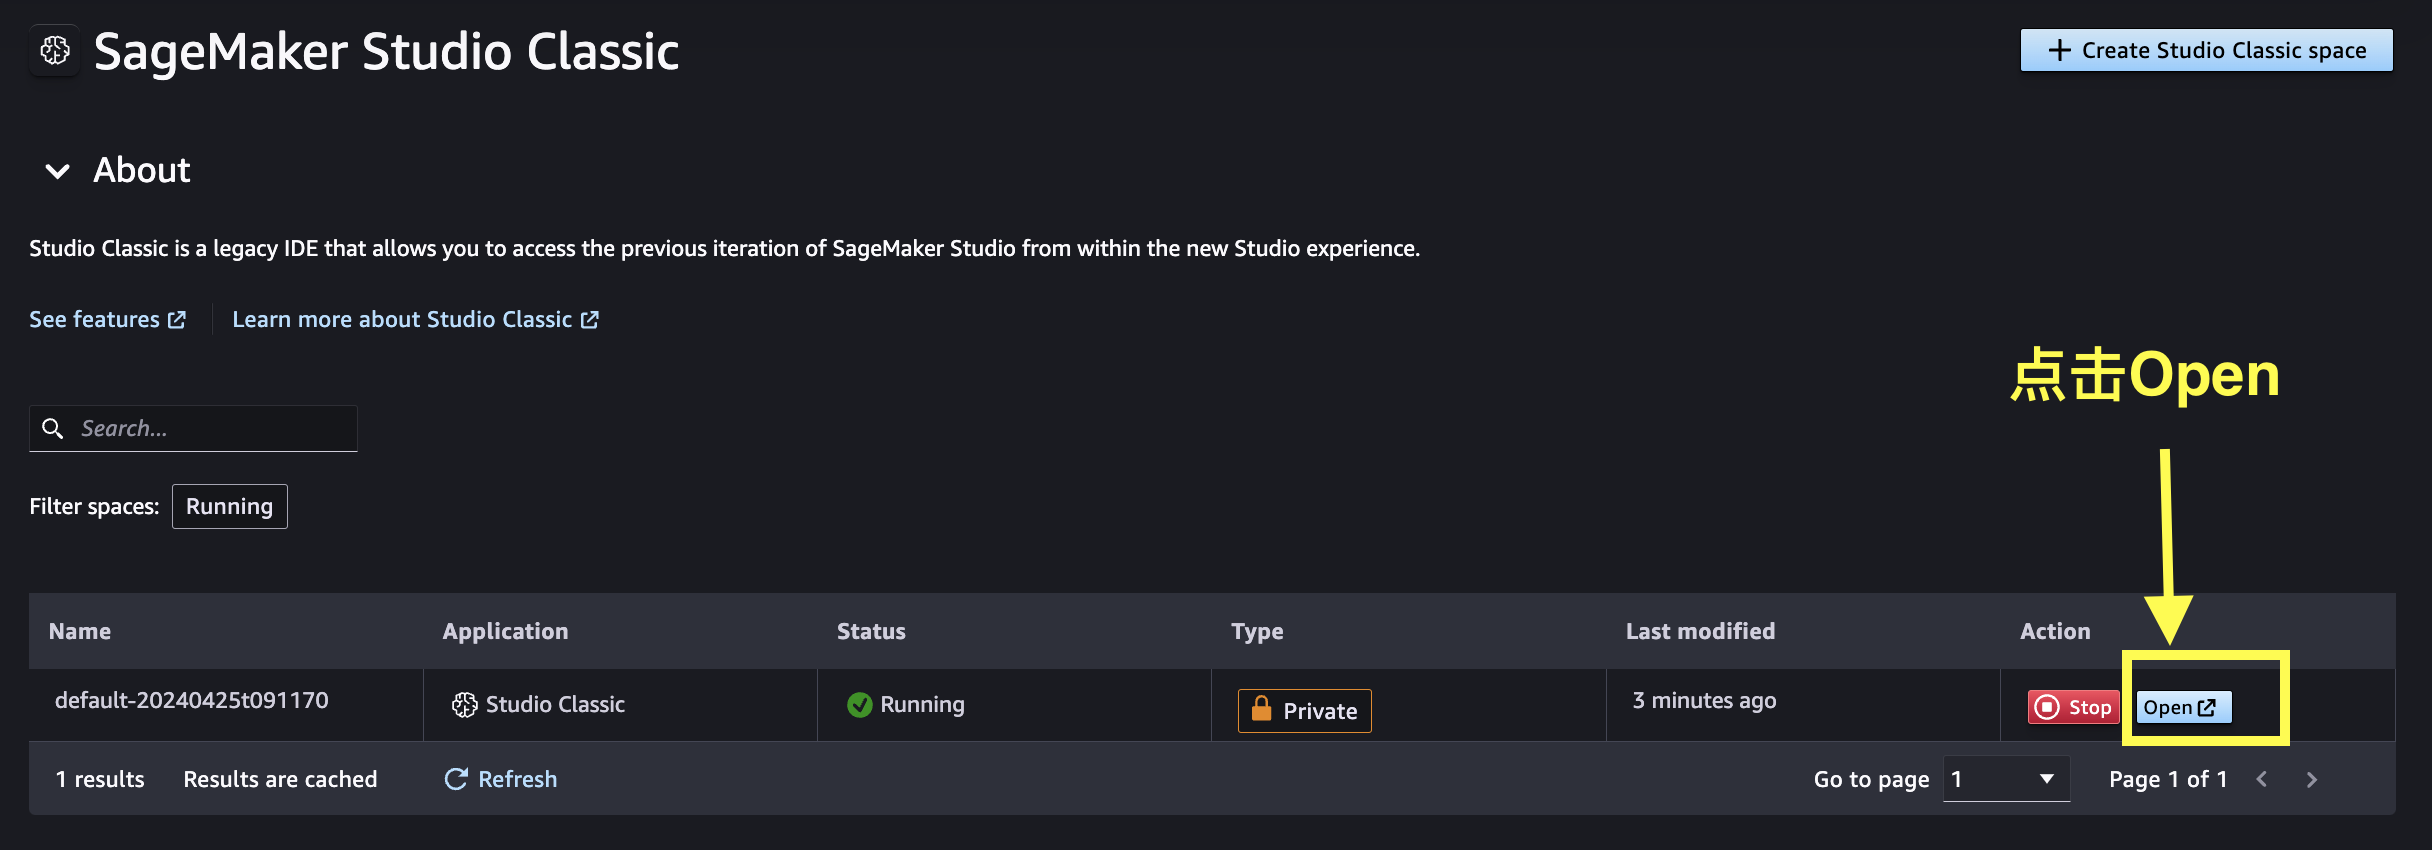 SageMaker Studio Classic
Create Studio Classic space
About
Studio Classic is a legacy IDE that allows you to access the previous iteration of SageMaker Studio from within the new Studio experience.
See features
Learn more about Studio Classic
点击Open
Search...
Filter spaces: Running
Name Application Status Type Last modified Action
default-20240425t091170 Studio Classic Running Private 3 minutes ago Stop Open
1 results Results are cached Refresh Go to page 1 Page 1 of 1